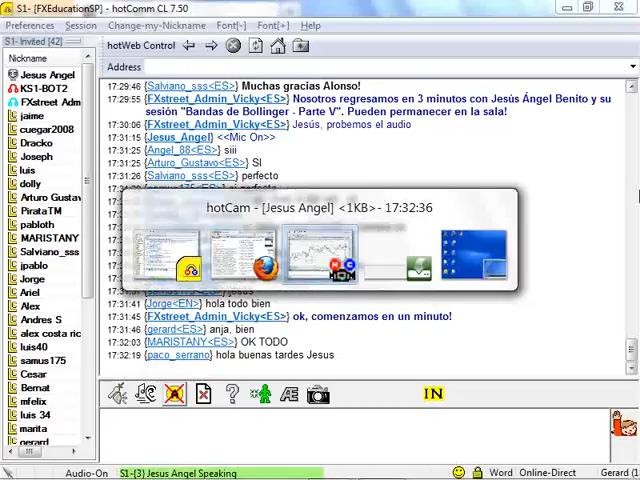 S1- [FXEducationSP] - hotComm CL 7.50
Preferences Session Change-my-Nickname Font[-] Font[+] Help
S1- Invited [42]
hotWeb Control
Address
Nickname
Jesus Angel
KS1-BOT2
FXstreet_Adm
jaime
cuegar2008
Dracko
Joseph
luis
dolly
Arturo Gustav
PirataTM
pabloth
MARISTANY
Salviano_sss
jpablo
Jorge
Ariel
Alex
Andres S
alex costa ric
luis40
samus175
Cesar
Bernat
mfelix
luis 34
marita
gerard
17:29:46 {Salviano_sss<ES>} Muchas gracias Alonso!
17:29:55 {FXstreet_Admin_Vicky<ES>} Nosotros regresamos en 3 minutos con Jesús Ángel Benito y su
sesión "Bandas de Bollinger - Parte V". Pueden permanecer en la sala!
17:30:06 {FXstreet_Admin_Vicky<ES>} Jesús, probemos el audio
17:31:15 {Jesus_Angel} <<Mic On>>
17:31:25 {Angel_88<ES>} siii
17:31:25 {Arturo_Gustavo<ES>} SI
17:31:26 {Salviano_sss<ES>} perfecto
hotCam - [Jesus Angel] <1KB>- 17:32:36
17:31:41 {Jorge<EN>} hola todo bien
17:31:46 {FXstreet_Admin_Vicky<ES>} ok, comenzamos en un minuto!
17:31:46 {gerard<ES>} anja, bien
17:32:03 {MARISTANY<ES>} OK TODO
17:32:19 {paco_serrano} hola buenas tardes Jesus
IN
Audio-On S1-{3} Jesus Angel Speaking Word Online-Direct Gerard (1